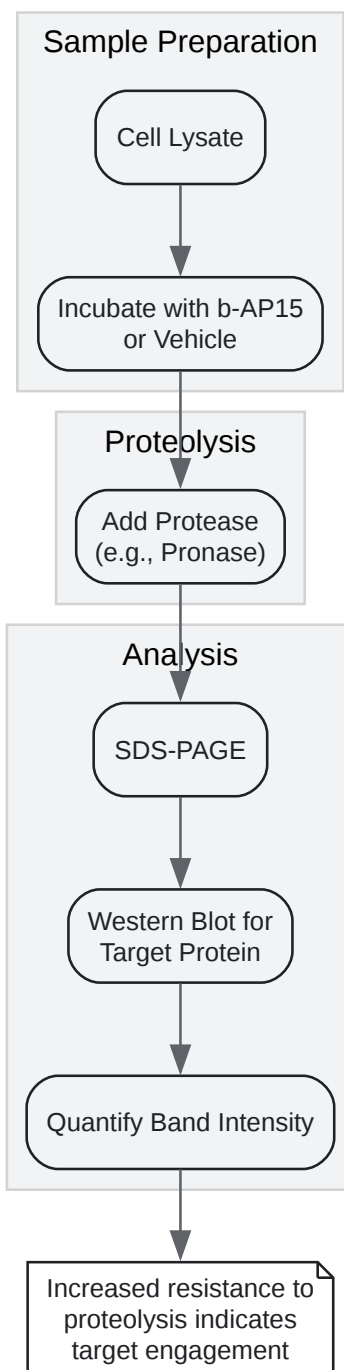 Sample Preparation
Cell Lysate
Incubate with b-AP15
or Vehicle
Proteolysis
Add Protease
(e.g., Pronase)
Analysis
SDS-PAGE
Western Blot for
Target Protein
Quantify Band Intensity
Increased resistance to
proteolysis indicates
target engagement